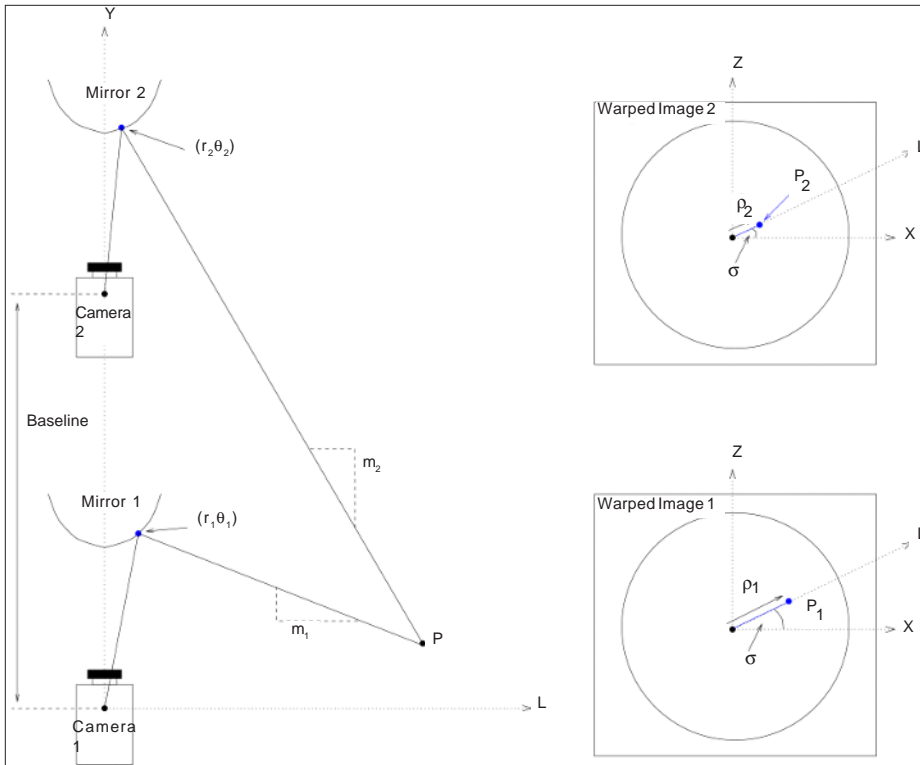 Y
Mirror 2
(r₂θ₂)
Camera
2
Baseline
m₂
Mirror 1
(r₁θ₁)
m₁
P
Camera
1
L
Z
Warped Image 2
L
P₂
ρ₂
X
σ
Z
Warped Image 1
L
ρ₁
P₁
X
σ